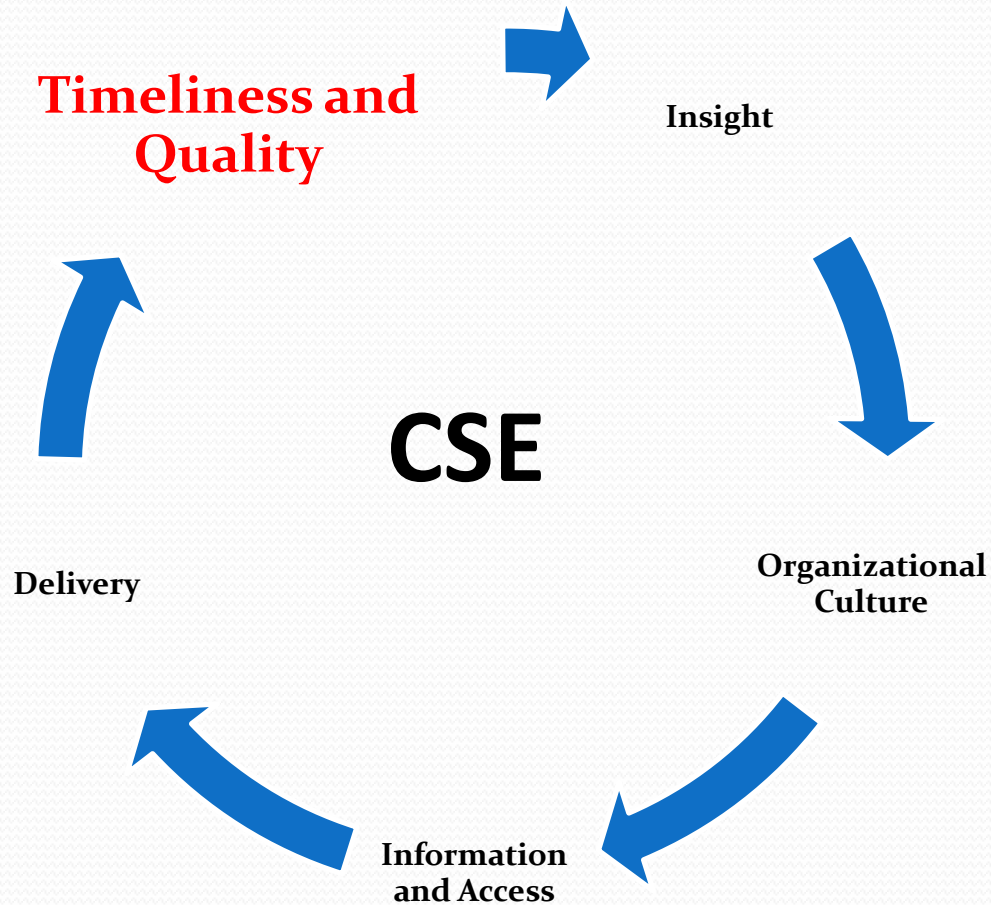 Timeliness and
Quality
Insight
CSE
Delivery
Organizational
Culture
Information
and Access